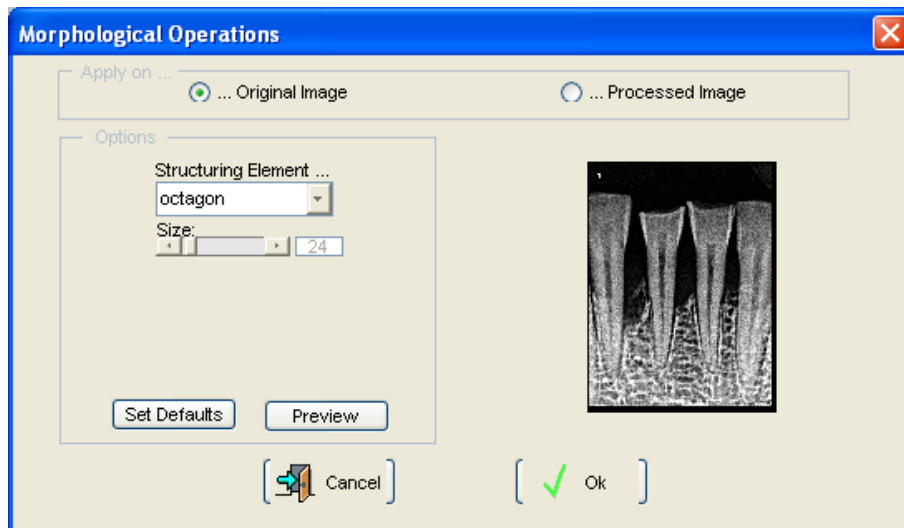 Morphological Operations
Apply on ...
... Original Image
... Processed Image
Options
Structuring Element ...
octagon
Size:
24
1
Set Defaults
Preview
Cancel
Ok